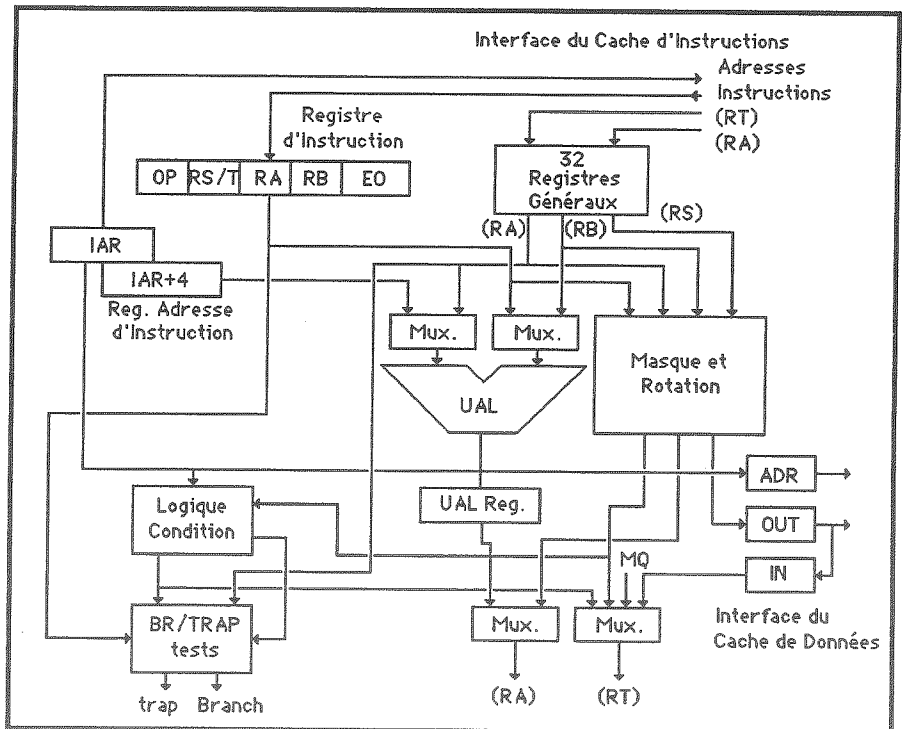 Interface du Cache d'Instructions
Adresses
Instructions
(RT)
(RA)
Registre
d'Instruction
OP RS/T RA RB EO
32
Registres
Généraux
(RA) (RB) (RS)
IAR
IAR+4
Reg. Adresse
d'Instruction
Mux. Mux.
Masque et
Rotation
UAL
UAL Reg.
Logique
Condition
ADR
OUT
IN
MQ
Interface du
Cache de Données
BR/TRAP
tests
Mux. Mux.
trap Branch
(RA) (RT)